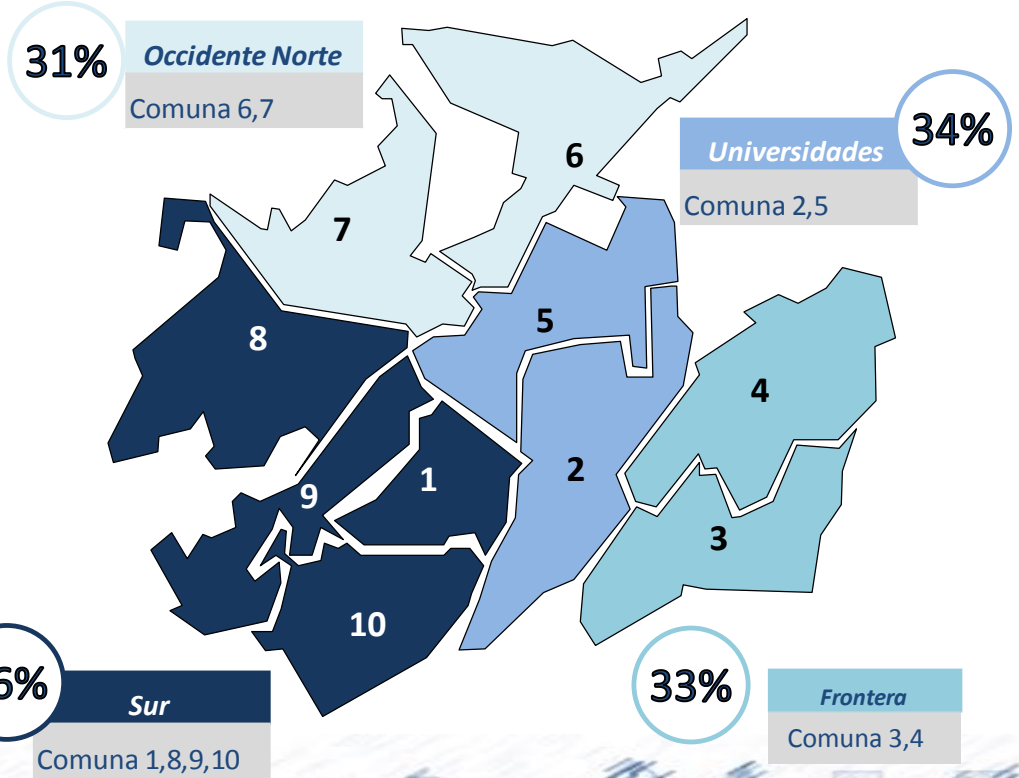 31%
Occidente Norte
Comuna 6,7
Universidades
34%
Comuna 2,5
6
7
5
8
4
2
1
9
3
10
6%
Sur
Comuna 1,8,9,10
33%
Frontera
Comuna 3,4